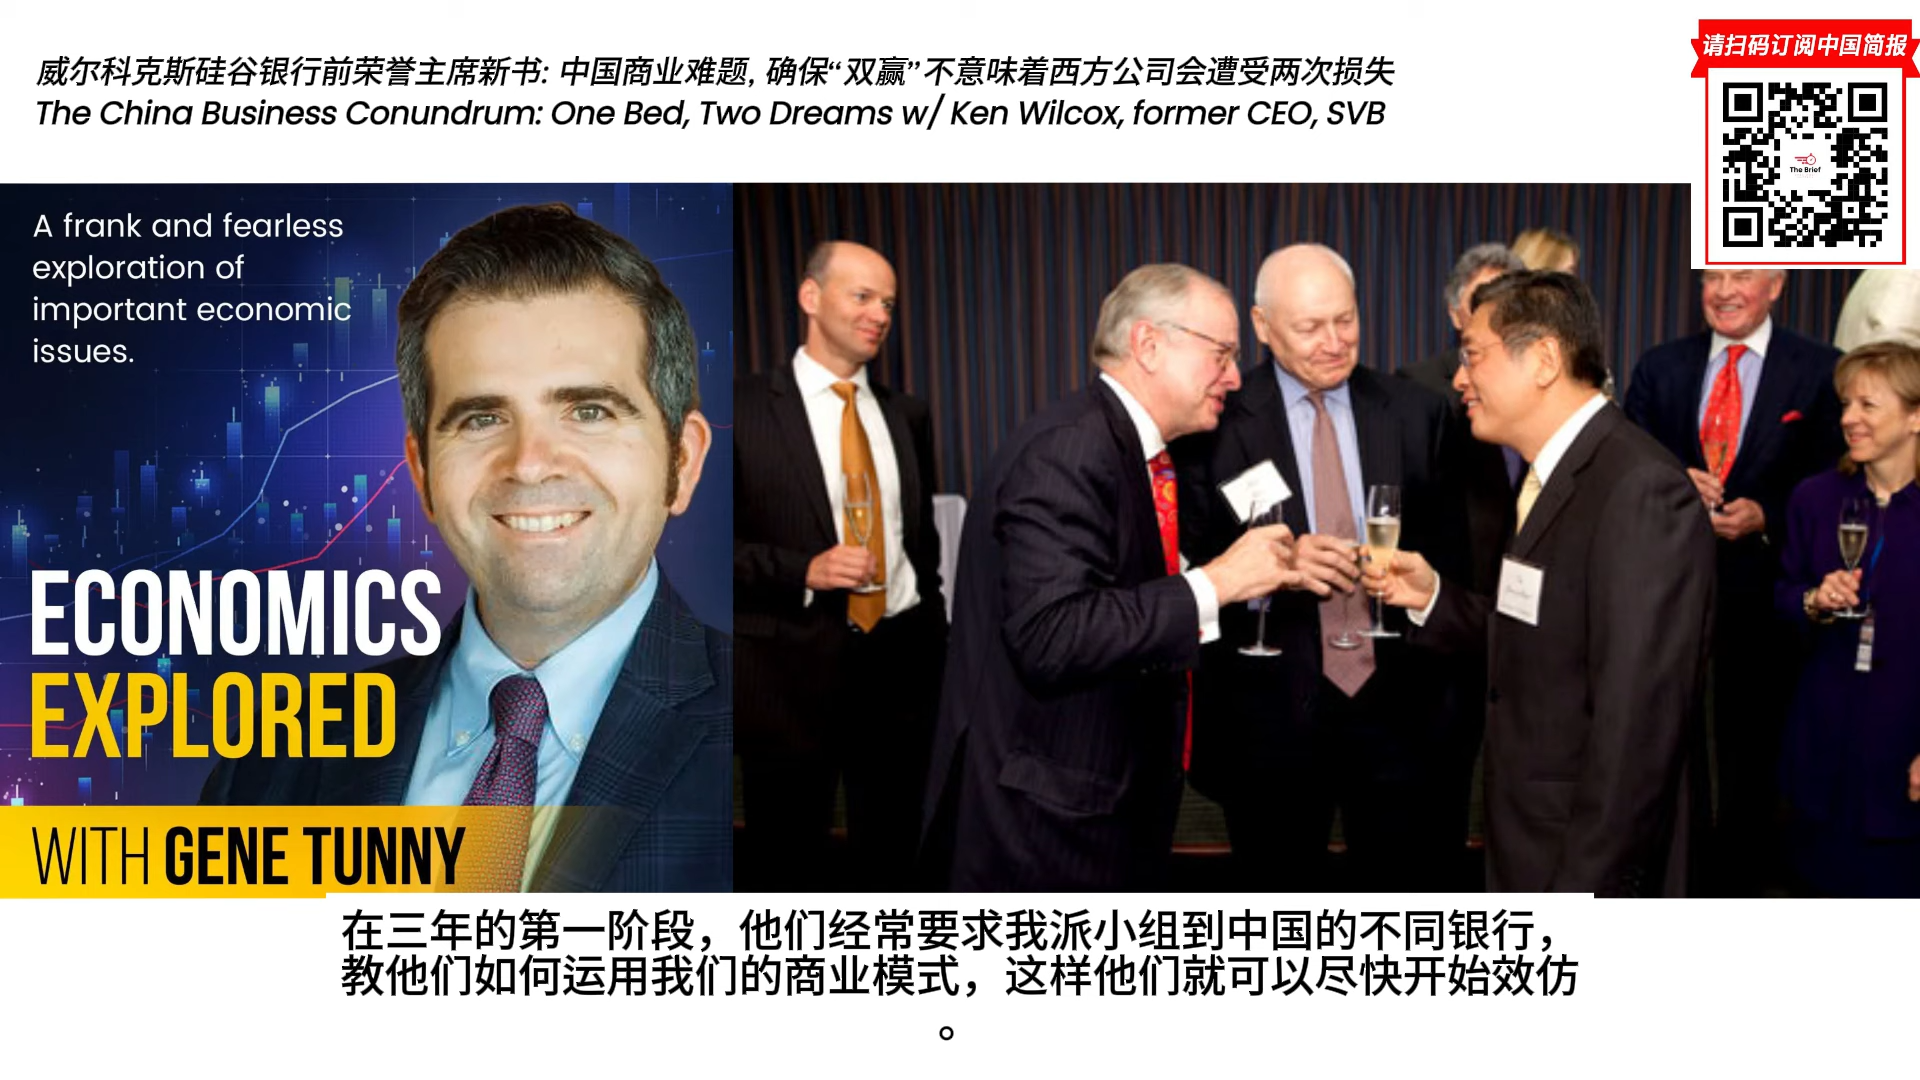 威尔科克斯硅谷银行前荣誉主席新书: 中国商业难题, 确保“双赢”不意味着西方公司会遭受两次损失
The China Business Conundrum: One Bed, Two Dreams w/ Ken Wilcox, former CEO, SVB
请扫码订阅中国简报
The Brief
A frank and fearless
exploration of
important economic
issues.
ECONOMICS
EXPLORED
WITH GENE TUNNY
在三年的第一阶段，他们经常要求我派小组到中国的不同银行，
教他们如何运用我们的商业模式，这样他们就可以尽快开始效仿
。